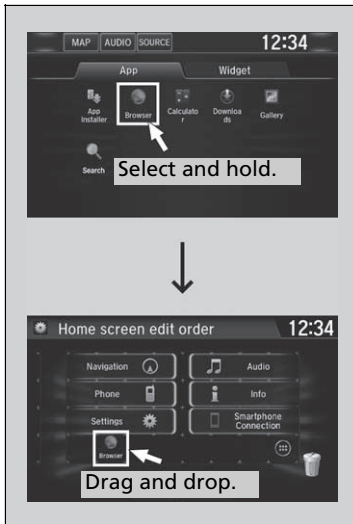 MAP AUDIO SOURCE 12:34
App Widget
App Installer Browser Calculato r Downloa ds Gallery
Search
Select and hold.
Home screen edit order 12:34
Navigation Audio
Phone Info
Settings Smartphone Connection
Browser
Drag and drop.